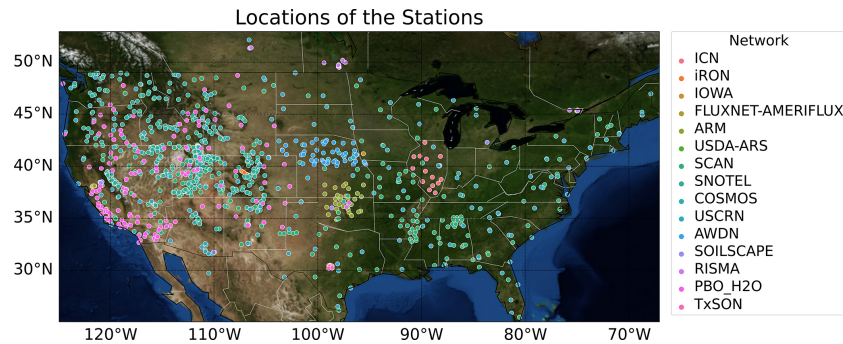 Locations of the Stations
50°N
45°N
40°N
35°N
30°N
120°W 110°W 100°W 90°W 80°W 70°W
Network
ICN
iRON
IOWA
FLUXNET-AMERIFLUX
ARM
USDA-ARS
SCAN
SNOTEL
COSMOS
USCRN
AWDN
SOILSCAPE
RISMA
PBO_H2O
TxSON